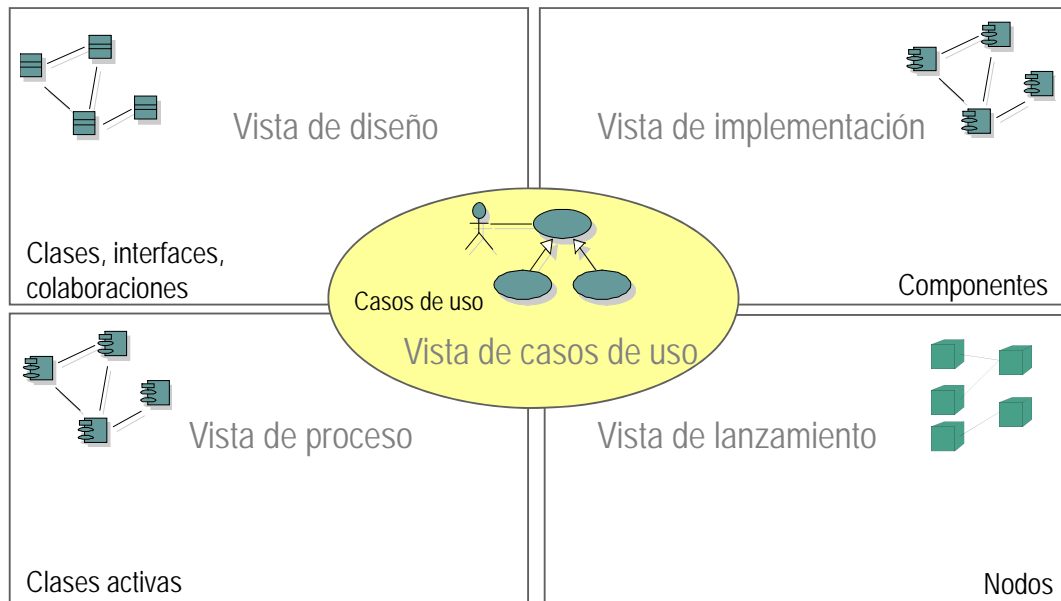 Vista de diseño
Clases, interfaces,
colaboraciones
Vista de implementación
Componentes
Casos de uso
Vista de casos de uso
Vista de proceso
Clases activas
Vista de lanzamiento
Nodos